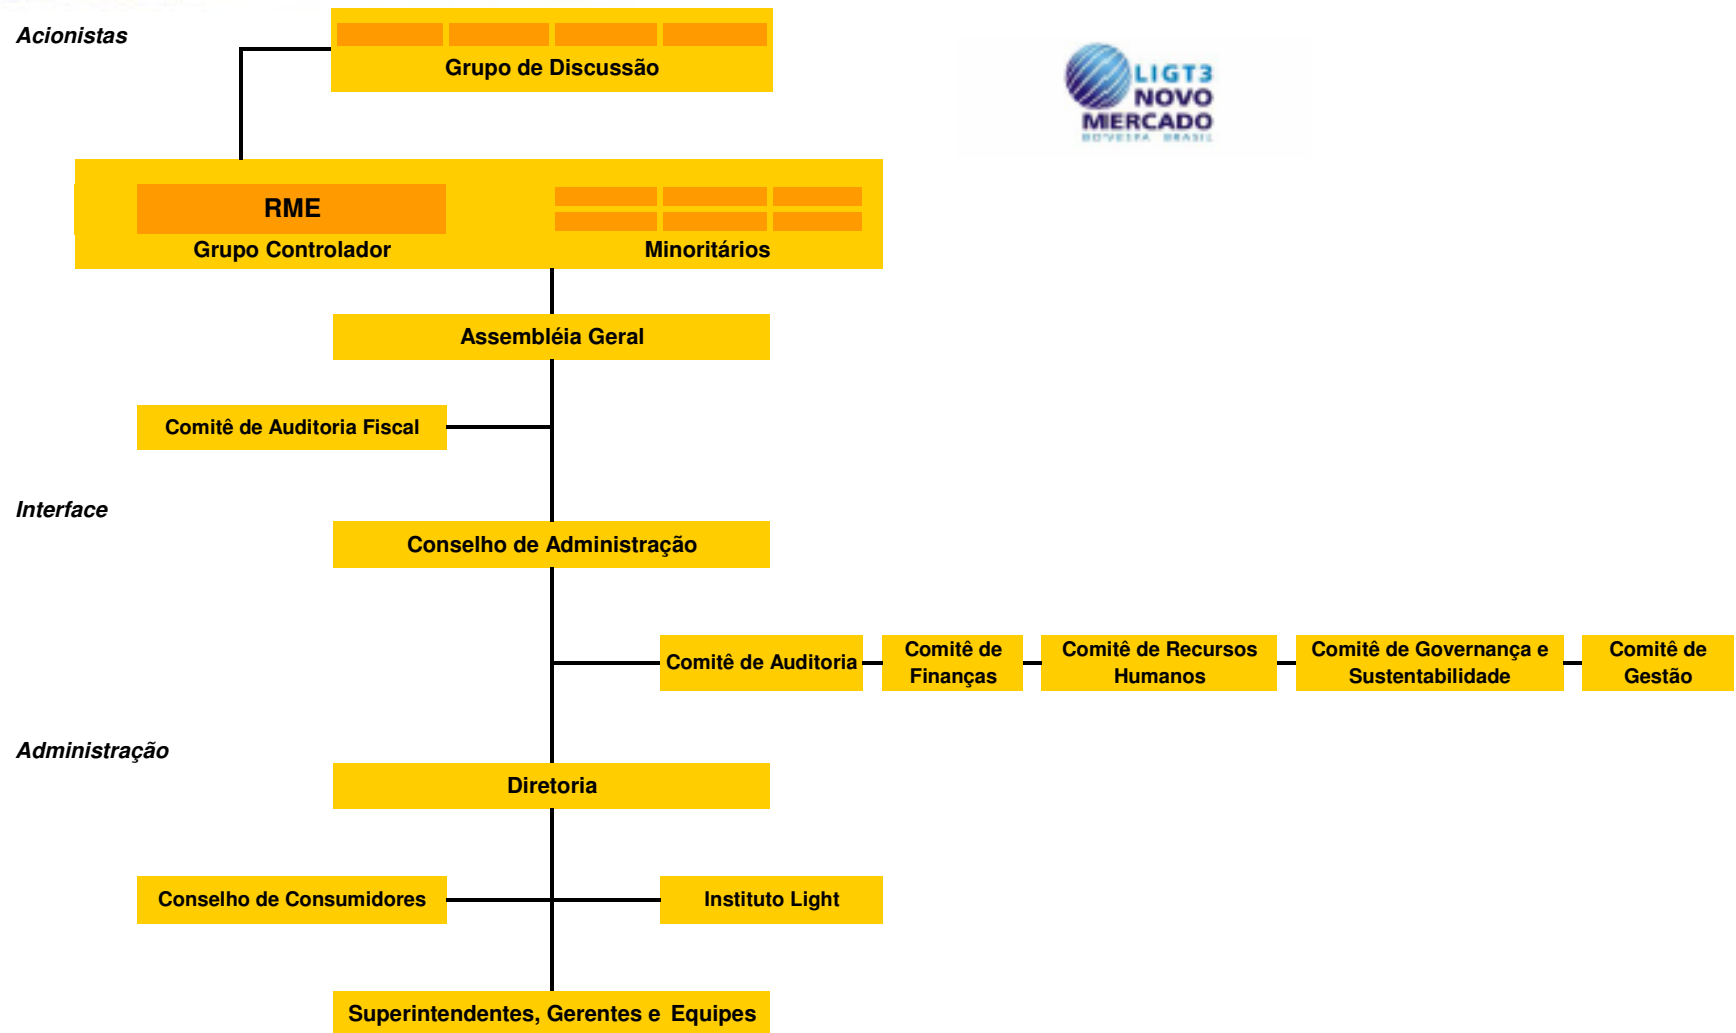 Acionistas
Grupo de Discussão
LIGT3
NOVO
MERCADO
BOVESPA BRASIL
RME
Grupo Controlador
Minoritários
Assembléia Geral
Comitê de Auditoria Fiscal
Interface
Conselho de Administração
Comitê de Auditoria
Comitê de
Finanças
Comitê de Recursos
Humanos
Comitê de Governança e
Sustentabilidade
Comitê de
Gestão
Administração
Diretoria
Conselho de Consumidores
Instituto Light
Superintendentes, Gerentes e Equipes